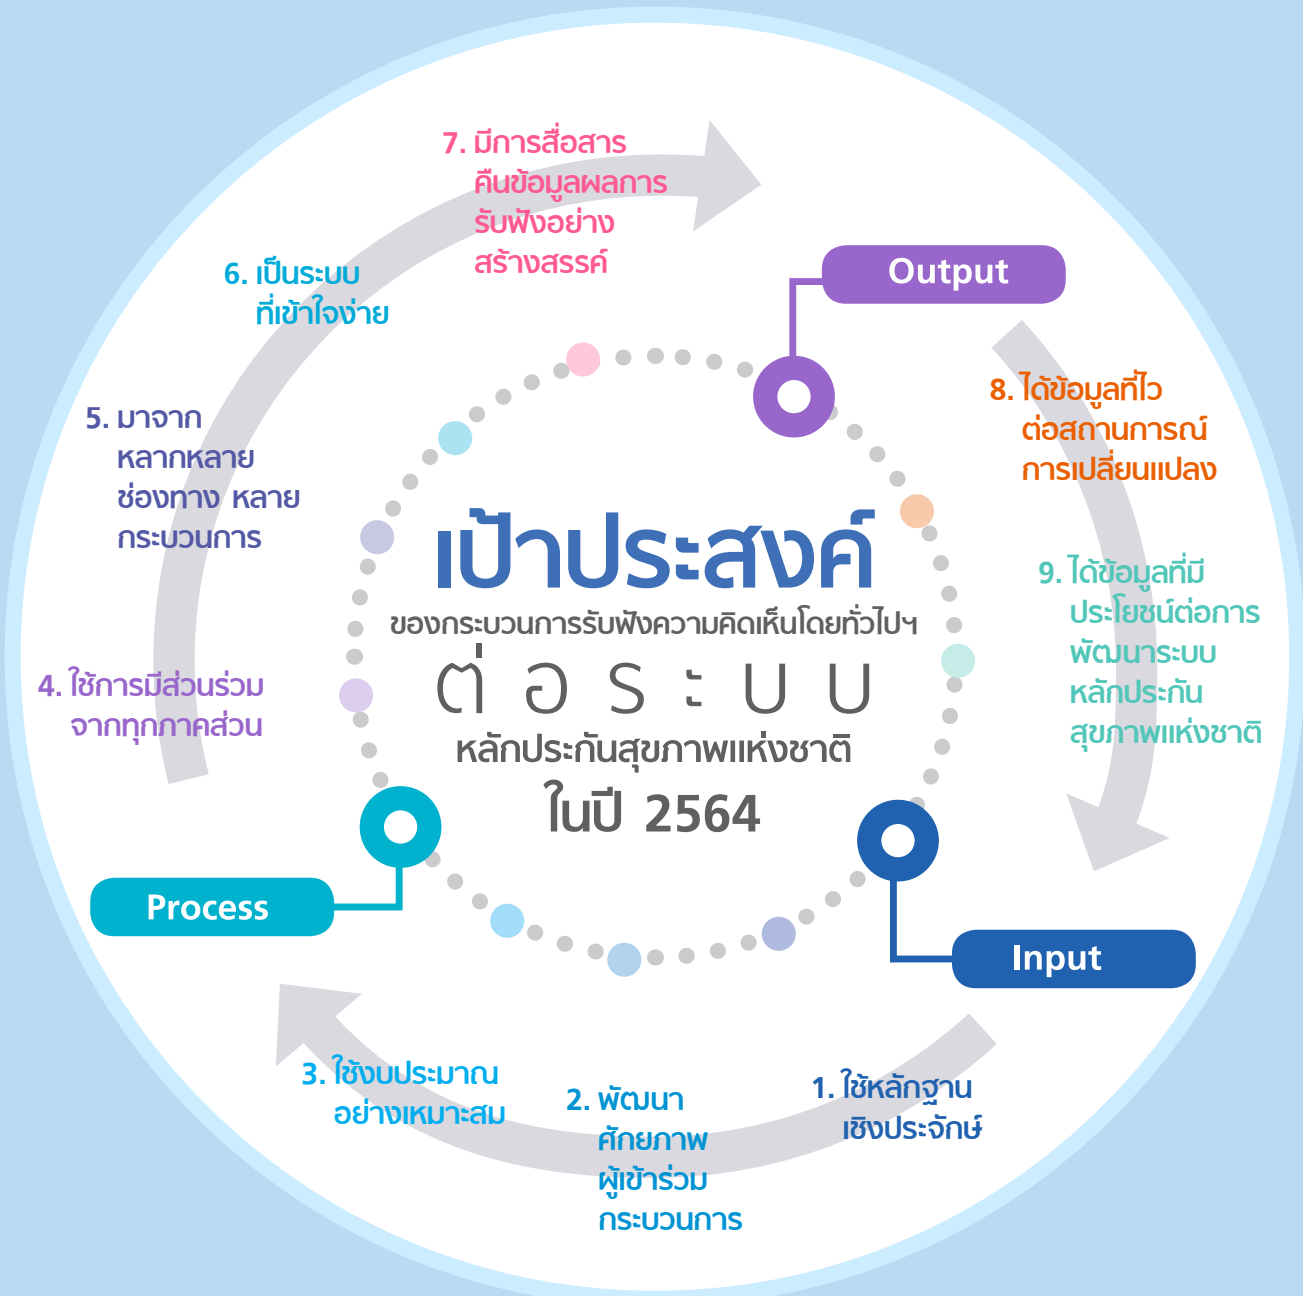 เป้าประสงค์
ของกระบวนการรับฟังความคิดเห็นโดยทั่วไปฯ
ต่อระบบ
หลักประกันสุขภาพแห่งชาติ
ในปี 2564
Input
1. ใช้หลักฐาน
เชิงประจักษ์
2. พัฒนา
ศักยภาพ
ผู้เข้าร่วม
กระบวนการ
3. ใช้งบประมาณ
อย่างเหมาะสม
Process
4. ใช้การมีส่วนร่วม
จากทุกภาคส่วน
5. มาจาก
หลากหลาย
ช่องทาง หลาย
กระบวนการ
6. เป็นระบบ
ที่เข้าใจง่าย
7. มีการสื่อสาร
คืนข้อมูลผลการ
รับฟังอย่าง
สร้างสรรค์
Output
8. ได้ข้อมูลที่ไว
ต่อสถานการณ์
การเปลี่ยนแปลง
9. ได้ข้อมูลที่มี
ประโยชน์ต่อการ
พัฒนาระบบ
หลักประกัน
สุขภาพแห่งชาติ